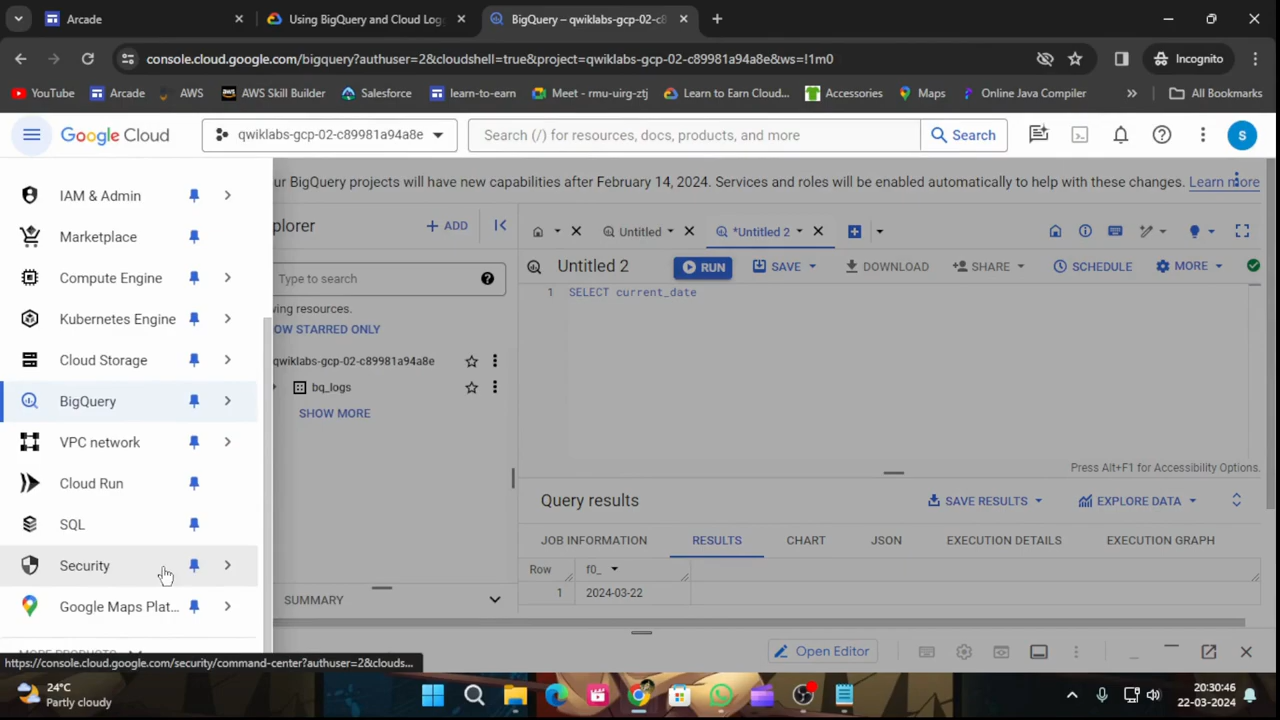 Arcade
Using BigQuery and Cloud Log
BigQuery – qwiklabs-gcp-02-c8
console.cloud.google.com/bigquery?authuser=2&cloudshell=true&project=qwiklabs-gcp-02-c89981a94a8e&ws=!1m0
Incognito
YouTube
Arcade
AWS
AWS Skill Builder
Salesforce
learn-to-earn
Meet - rmu-uirg-ztj
Learn to Earn Cloud...
Accessories
Maps
Online Java Compiler
All Bookmarks
Google Cloud
qwiklabs-gcp-02-c89981a94a8e
Search (/) for resources, docs, products, and more
Search
S
IAM & Admin
Marketplace
Compute Engine
Kubernetes Engine
Cloud Storage
BigQuery
VPC network
Cloud Run
SQL
Security
Google Maps Plat...
MORE PRODUCTS
https://console.cloud.google.com/security/command-center?authuser=2&clouds...
our BigQuery projects will have new capabilities after February 14, 2024. Services and roles will be enabled automatically to help with these changes. Learn more
plorer
+ ADD
Type to search
wing resources.
OW STARRED ONLY
qwiklabs-gcp-02-c89981a94a8e
bq_logs
SHOW MORE
SUMMARY
Untitled
*Untitled 2
Untitled 2
RUN
SAVE
DOWNLOAD
SHARE
SCHEDULE
MORE
1 SELECT current_date
Press Alt+F1 for Accessibility Options.
Query results
SAVE RESULTS
EXPLORE DATA
JOB INFORMATION
RESULTS
CHART
JSON
EXECUTION DETAILS
EXECUTION GRAPH
Row f0_
1 2024-03-22
Open Editor
24°C
Partly cloudy
20:30:46
22-03-2024